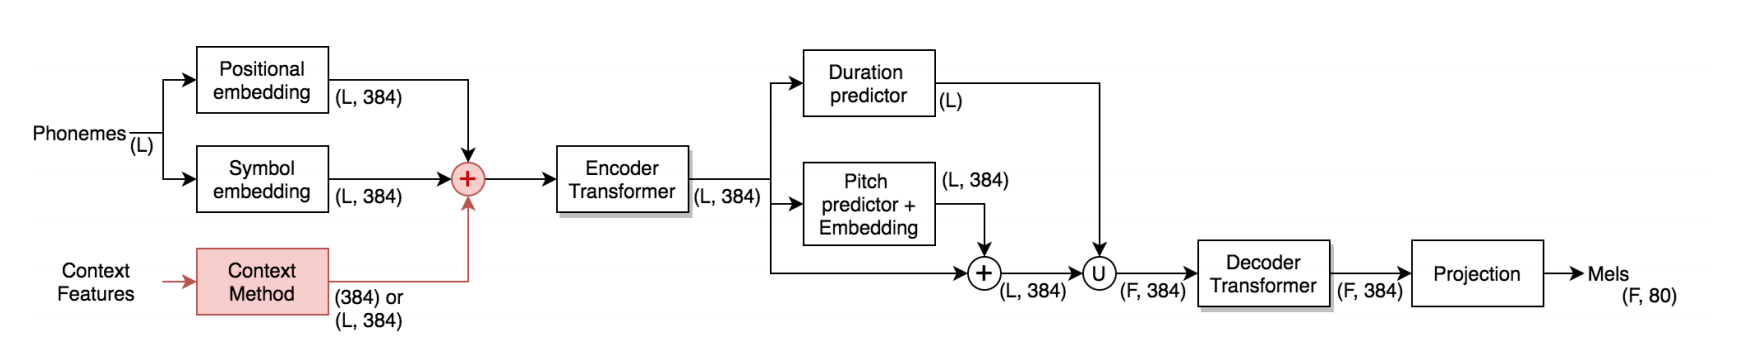 Phonemes
(L)
Positional
embedding
(L, 384)
Symbol
embedding
(L, 384)
Context
Features
Context
Method
(384) or
(L, 384)
+
Encoder
Transformer
(L, 384)
Duration
predictor
(L)
Pitch
predictor +
Embedding
(L, 384)
+
(L, 384)
U
(F, 384)
Decoder
Transformer
(F, 384)
Projection
Mels
(F, 80)